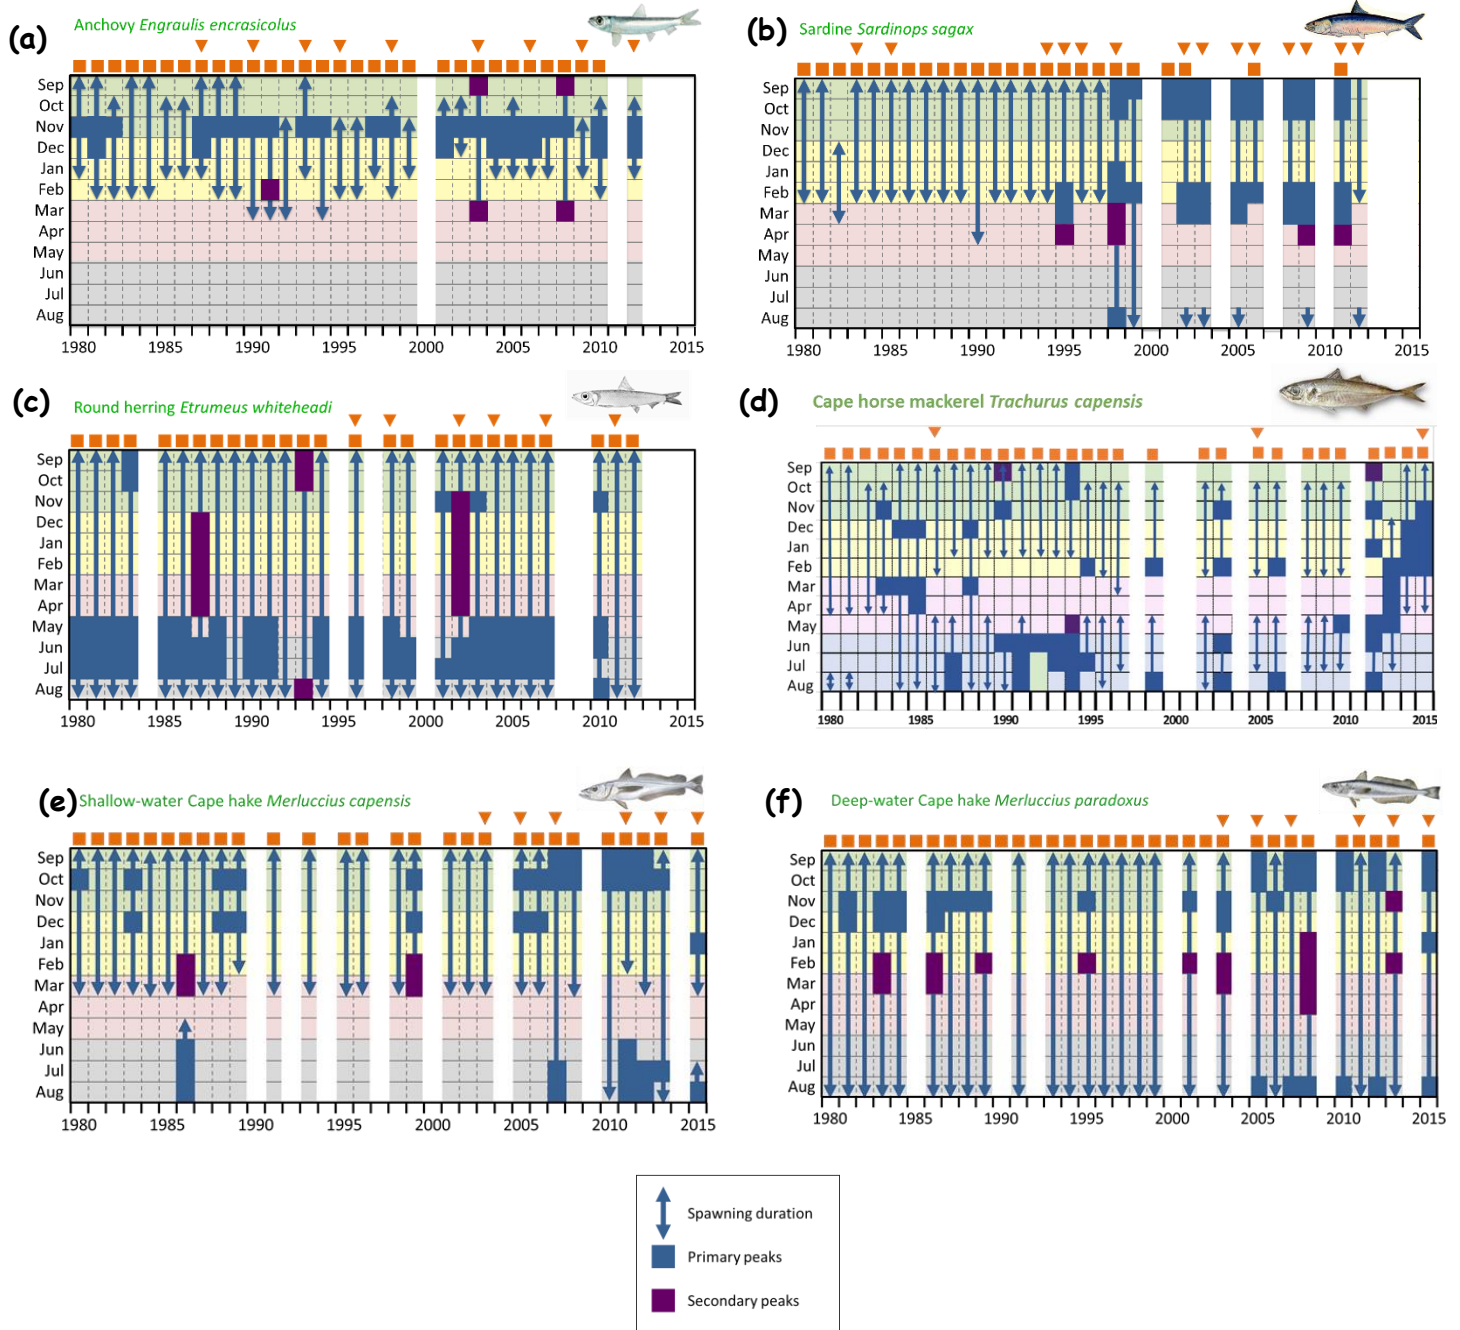 (a)
Anchovy Engraulis encrasicolus
Sep
Oct
Nov
Dec
Jan
Feb
Mar
Apr
May
Jun
Jul
Aug
1980 1985 1990 1995 2000 2005 2010 2015
(b)
Sardine Sardinops sagax
Sep
Oct
Nov
Dec
Jan
Feb
Mar
Apr
May
Jun
Jul
Aug
1980 1985 1990 1995 2000 2005 2010 2015
(c)
Round herring Etrumeus whiteheadi
Sep
Oct
Nov
Dec
Jan
Feb
Mar
Apr
May
Jun
Jul
Aug
1980 1985 1990 1995 2000 2005 2010 2015
(d)
Cape horse mackerel Trachurus capensis
Sep
Oct
Nov
Dec
Jan
Feb
Mar
Apr
May
Jun
Jul
Aug
1980 1985 1990 1995 2000 2005 2010 2015
(e)
Shallow-water Cape hake Merluccius capensis
Sep
Oct
Nov
Dec
Jan
Feb
Mar
Apr
May
Jun
Jul
Aug
1980 1985 1990 1995 2000 2005 2010 2015
(f)
Deep-water Cape hake Merluccius paradoxus
Sep
Oct
Nov
Dec
Jan
Feb
Mar
Apr
May
Jun
Jul
Aug
1980 1985 1990 1995 2000 2005 2010 2015
Spawning duration
Primary peaks
Secondary peaks